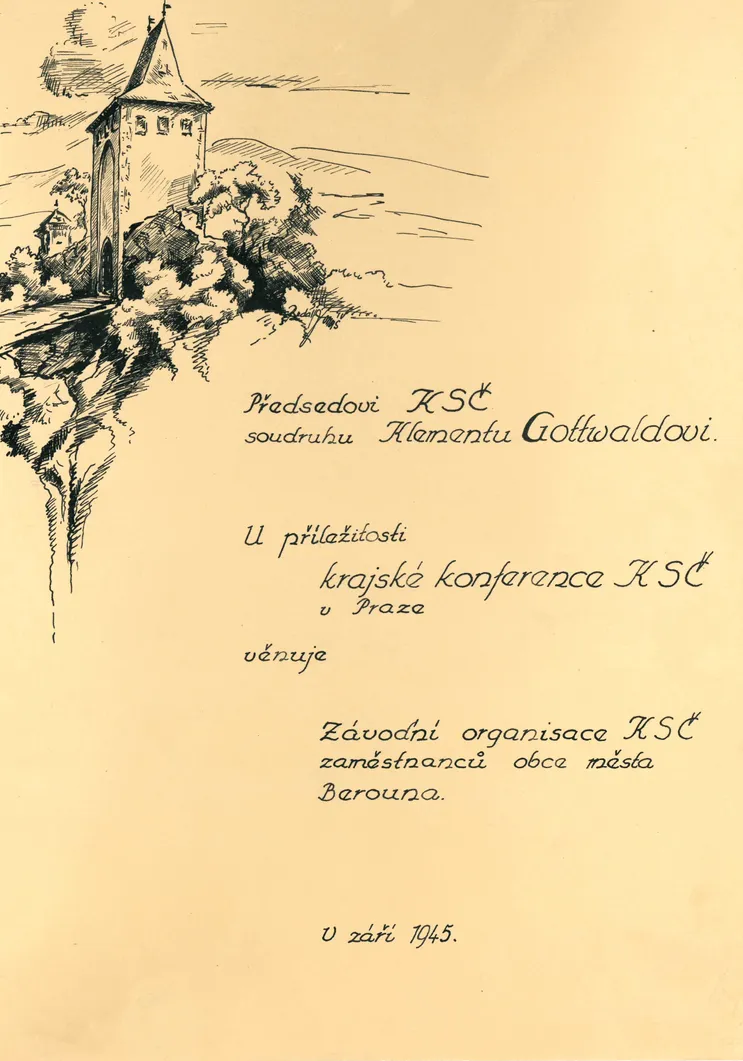 Předsedovi KSČ
soudruhu Klementu Gottwaldovi.
U příležitosti
krajské konference KSČ
v Praze
věnuje
Závodní organisace KSČ
zaměstnanců obce města
Berouna.
V září 1945.